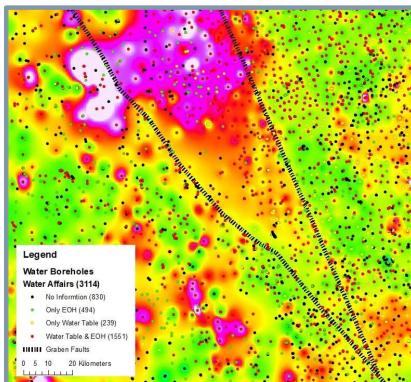 Legend
Water Boreholes
Water Affairs (3114)
No Informtion (830)
Only EOH (494)
Only Water Table (239)
Water Table & EOH (1551)
Graben Faults
0 5 10 20 Kilometers